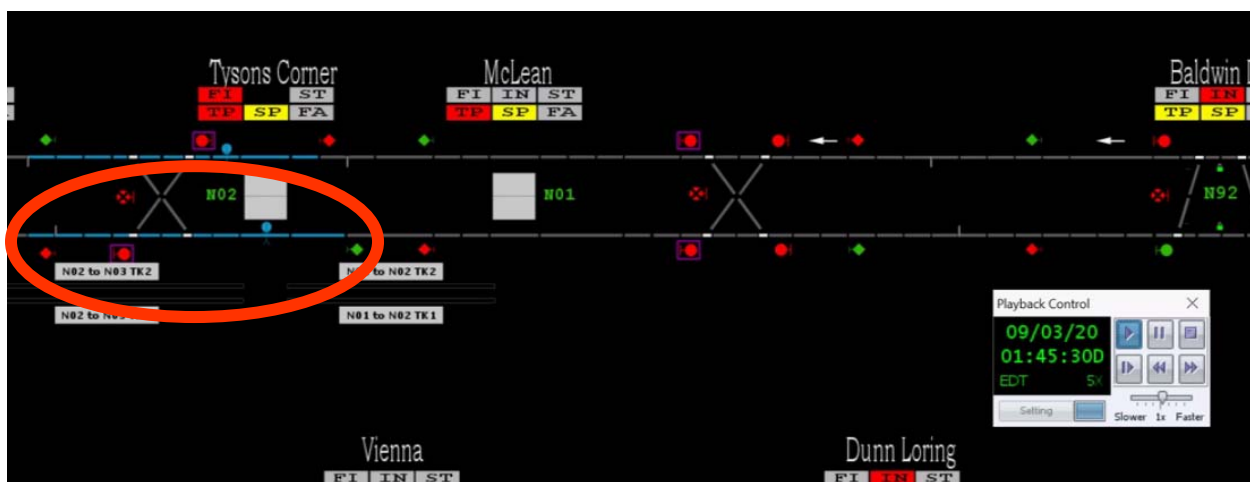 Tysons Corner
McLean
Baldwin
FI ST
FI IN ST
FI IN
TP SP FA
TP SP FA
TP SP
N02
N01
N92
N02 to N03 TK2
to N02 TK2
N02 to
N01 to N02 TK1
Playback Control
09/03/20
01:45:30D
EDT 5X
Setting
Slower 1x Faster
Vienna
Dunn Loring
FI IN ST
FI IN ST